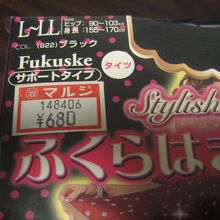 L~LL
ヒップ：90〜103cm
身長：155〜170cm
COL. (822) ブラック
Fukuske
サポートタイプ
タイツ
マルジ
148406
¥680
Stylish
ふくらはぎ